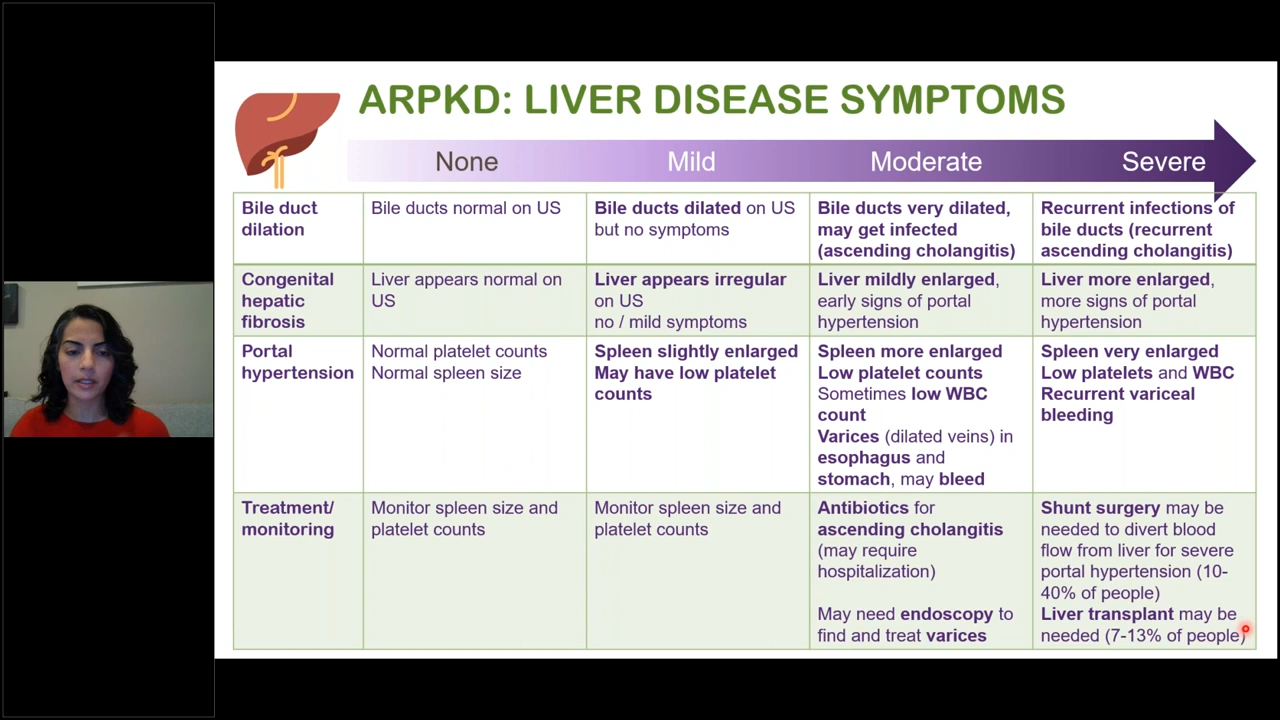 ARPKD: LIVER DISEASE SYMPTOMS
None
Mild
Moderate
Severe
Bile duct
dilation
Bile ducts normal on US
Bile ducts dilated on US
but no symptoms
Bile ducts very dilated,
may get infected
(ascending cholangitis)
Recurrent infections of
bile ducts (recurrent
ascending cholangitis)
Congenital
hepatic
fibrosis
Liver appears normal on
US
Liver appears irregular
on US
no / mild symptoms
Liver mildly enlarged,
early signs of portal
hypertension
Liver more enlarged,
more signs of portal
hypertension
Portal
hypertension
Normal platelet counts
Normal spleen size
Spleen slightly enlarged
May have low platelet
counts
Spleen more enlarged
Low platelet counts
Sometimes low WBC
count
Varices (dilated veins) in
esophagus and
stomach, may bleed
Spleen very enlarged
Low platelets and WBC
Recurrent variceal
bleeding
Treatment/
monitoring
Monitor spleen size and
platelet counts
Monitor spleen size and
platelet counts
Antibiotics for
ascending cholangitis
(may require
hospitalization)
May need endoscopy to
find and treat varices
Shunt surgery may be
needed to divert blood
flow from liver for severe
portal hypertension (10-
40% of people)
Liver transplant may be
needed (7-13% of people)